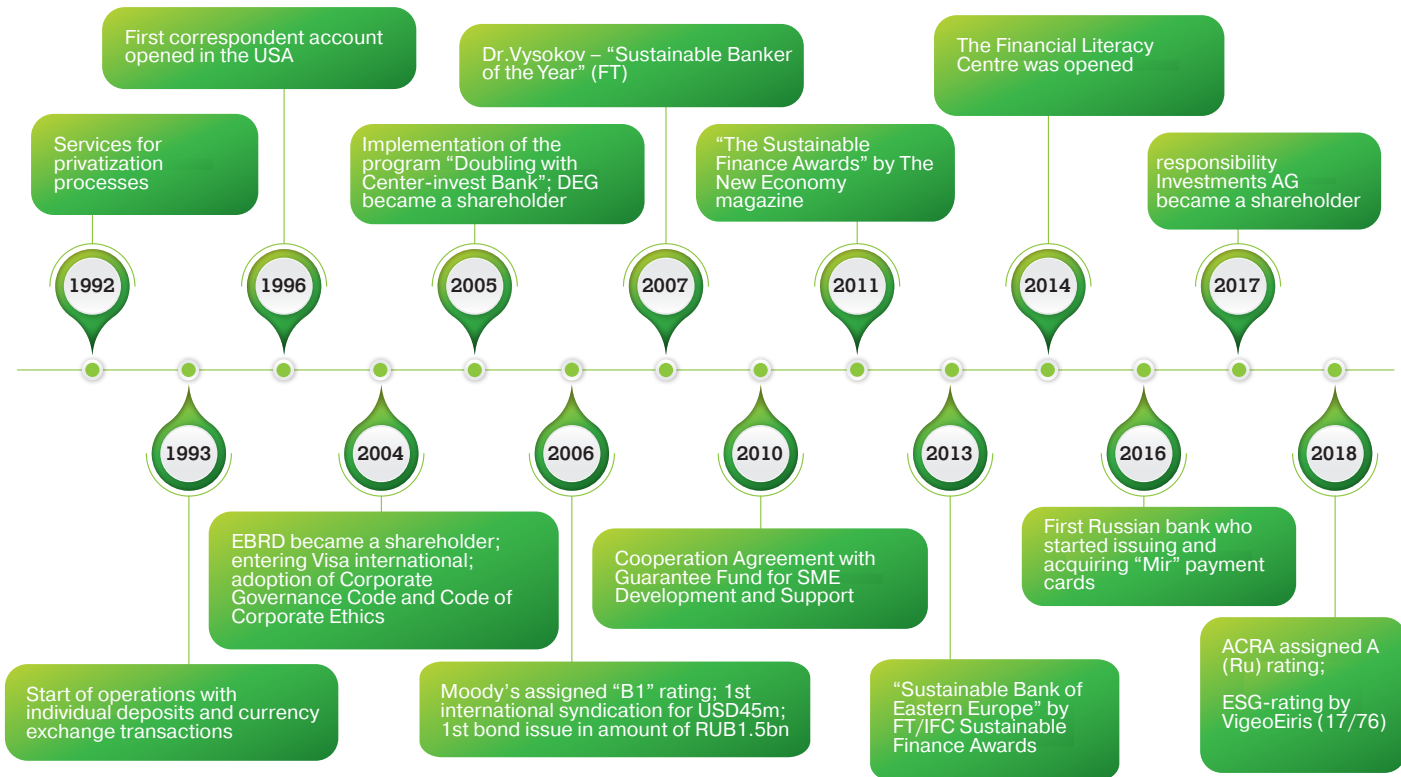 First correspondent account
opened in the USA
Dr.Vysokov – “Sustainable Banker
of the Year” (FT)
The Financial Literacy
Centre was opened
Services for
privatization
processes
Implementation of the
program “Doubling with
Center-invest Bank”; DEG
became a shareholder
“The Sustainable
Finance Awards” by The
New Economy
magazine
responsibility
Investments AG
became a shareholder
1992
1996
2005
2007
2011
2014
2017
1993
2004
2006
2010
2013
2016
2018
EBRD became a shareholder;
entering Visa international;
adoption of Corporate
Governance Code and Code of
Corporate Ethics
Cooperation Agreement with
Guarantee Fund for SME
Development and Support
First Russian bank who
started issuing and
acquiring “Mir” payment
cards
Start of operations with
individual deposits and currency
exchange transactions
Moody’s assigned “B1” rating; 1st
international syndication for USD45m;
1st bond issue in amount of RUB1.5bn
“Sustainable Bank of
Eastern Europe” by
FT/IFC Sustainable
Finance Awards
ACRA assigned A
(Ru) rating;
ESG-rating by
VigeoEiris (17/76)